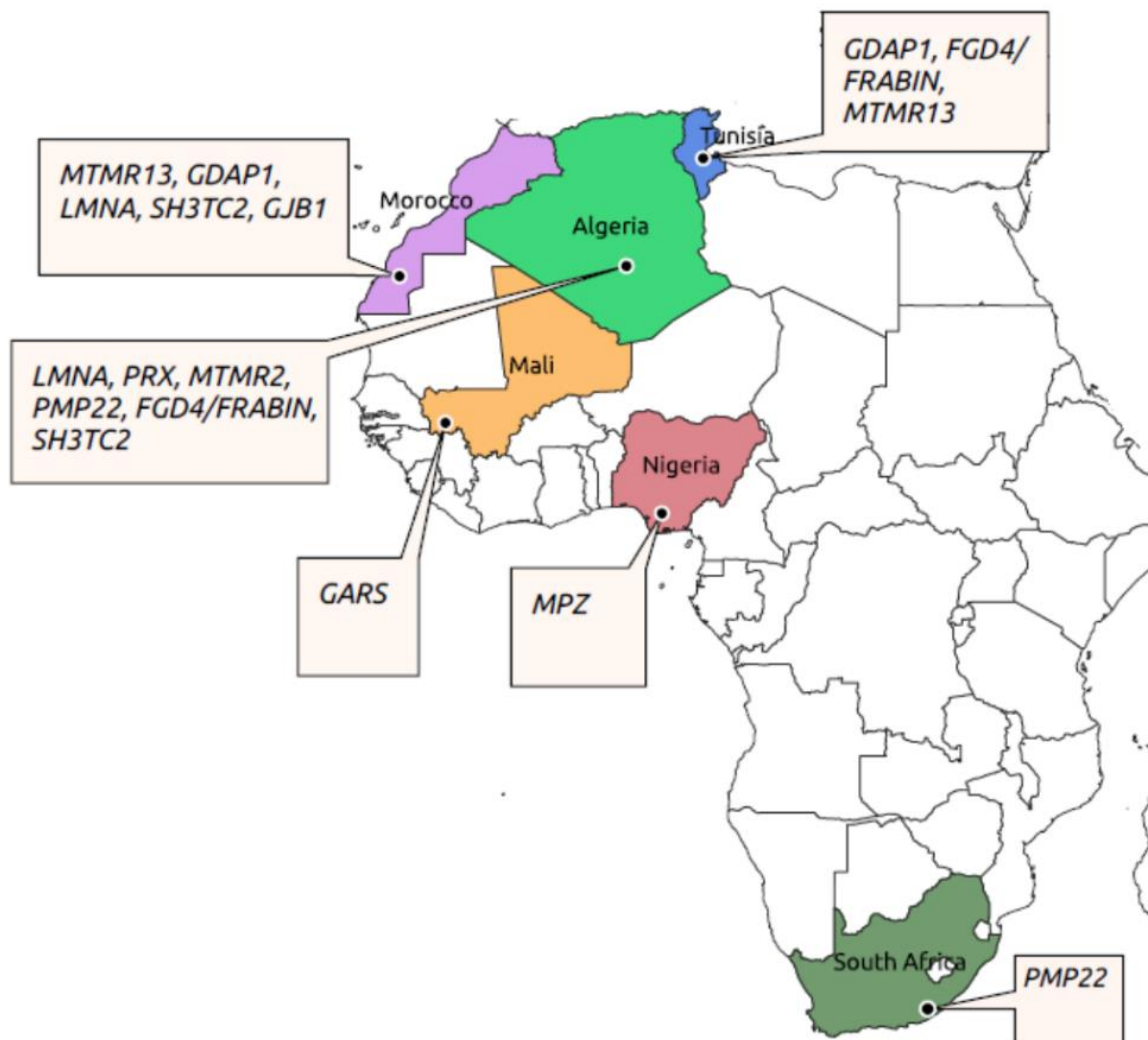 GDAP1, FGD4/
FRABIN,
MTMR13
Tunisia
MTMR13, GDAP1,
LMNA, SH3TC2, GJB1
Morocco
Algeria
LMNA, PRX, MTMR2,
PMP22, FGD4/FRABIN,
SH3TC2
Mali
Nigeria
GARS
MPZ
South Africa
PMP22